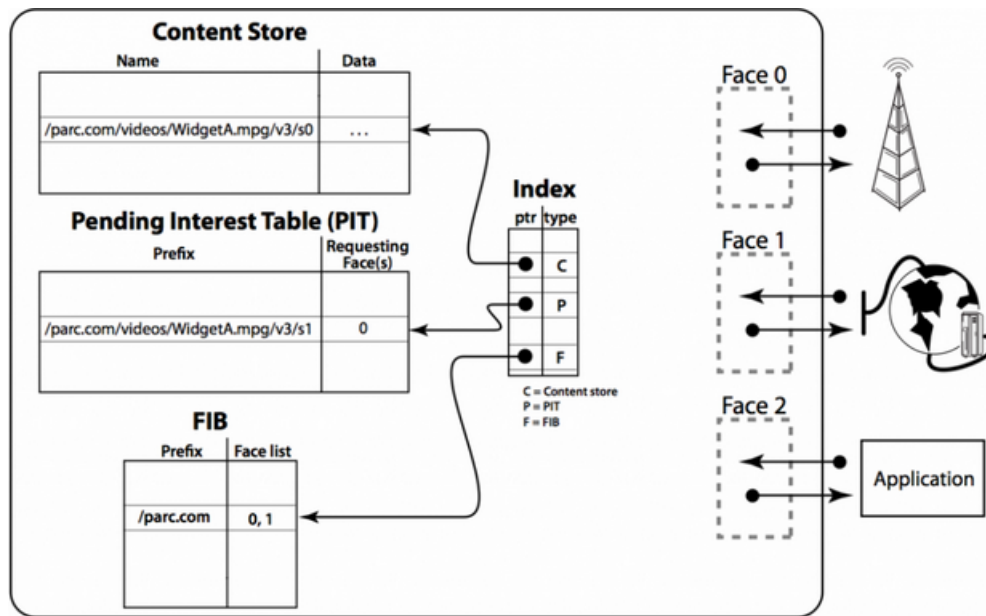 Content Store
Name Data
/parc.com/videos/WidgetA.mpg/v3/s0 ...
Pending Interest Table (PIT)
Prefix Requesting Face(s)
/parc.com/videos/WidgetA.mpg/v3/s1 0
FIB
Prefix Face list
/parc.com 0, 1
Index
ptr type
C
P
F
C = Content store
P = PIT
F = FIB
Face 0
Face 1
Face 2
Application